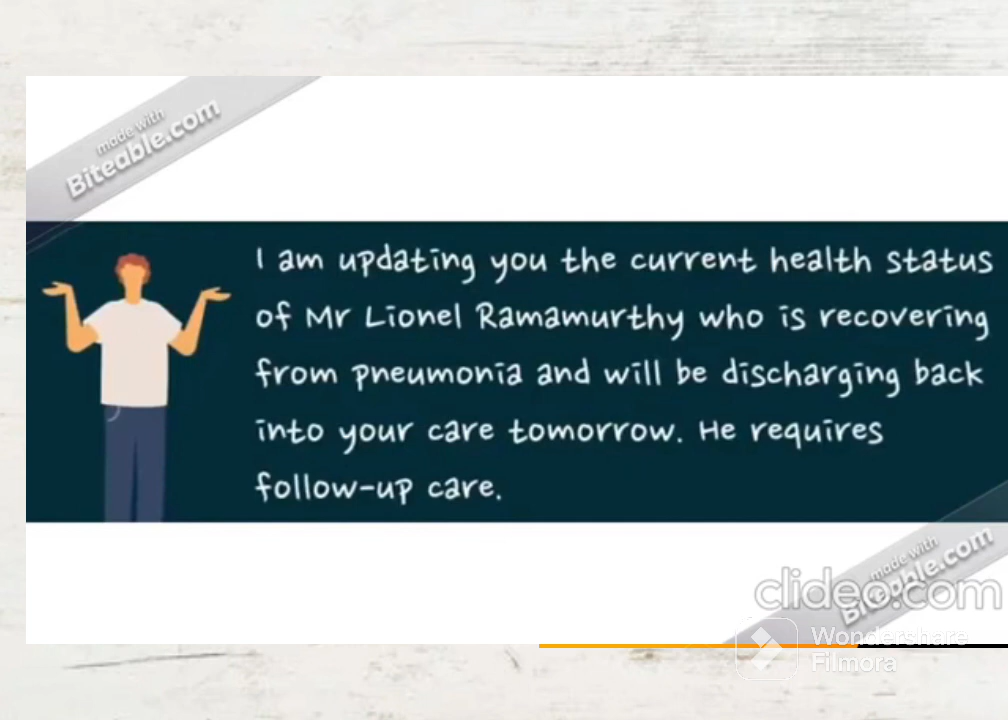 made with
Biteable.com
I am updating you the current health status
of Mr Lionel Ramamurthy who is recovering
from pneumonia and will be discharging back
into your care tomorrow. He requires
follow-up care.
made with
Biteable.com
clideo.com
Wondershare
Filmora